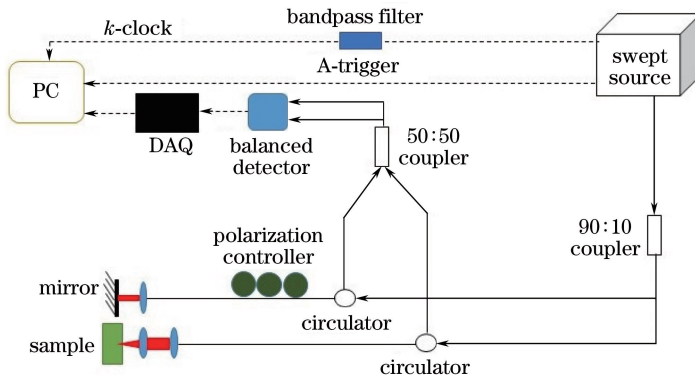 bandpass filter
k-clock
A-trigger
swept
source
PC
DAQ
balanced
detector
50:50
coupler
90:10
coupler
polarization
controller
mirror
circulator
sample
circulator